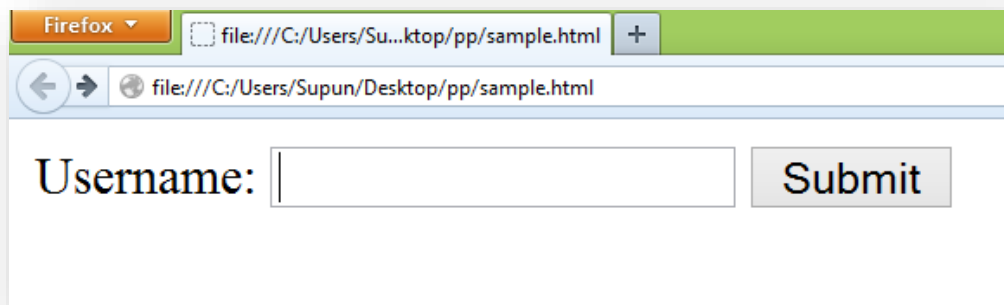 Firefox
file:///C:/Users/Su...ktop/pp/sample.html +
file:///C:/Users/Supun/Desktop/pp/sample.html
Username: Submit